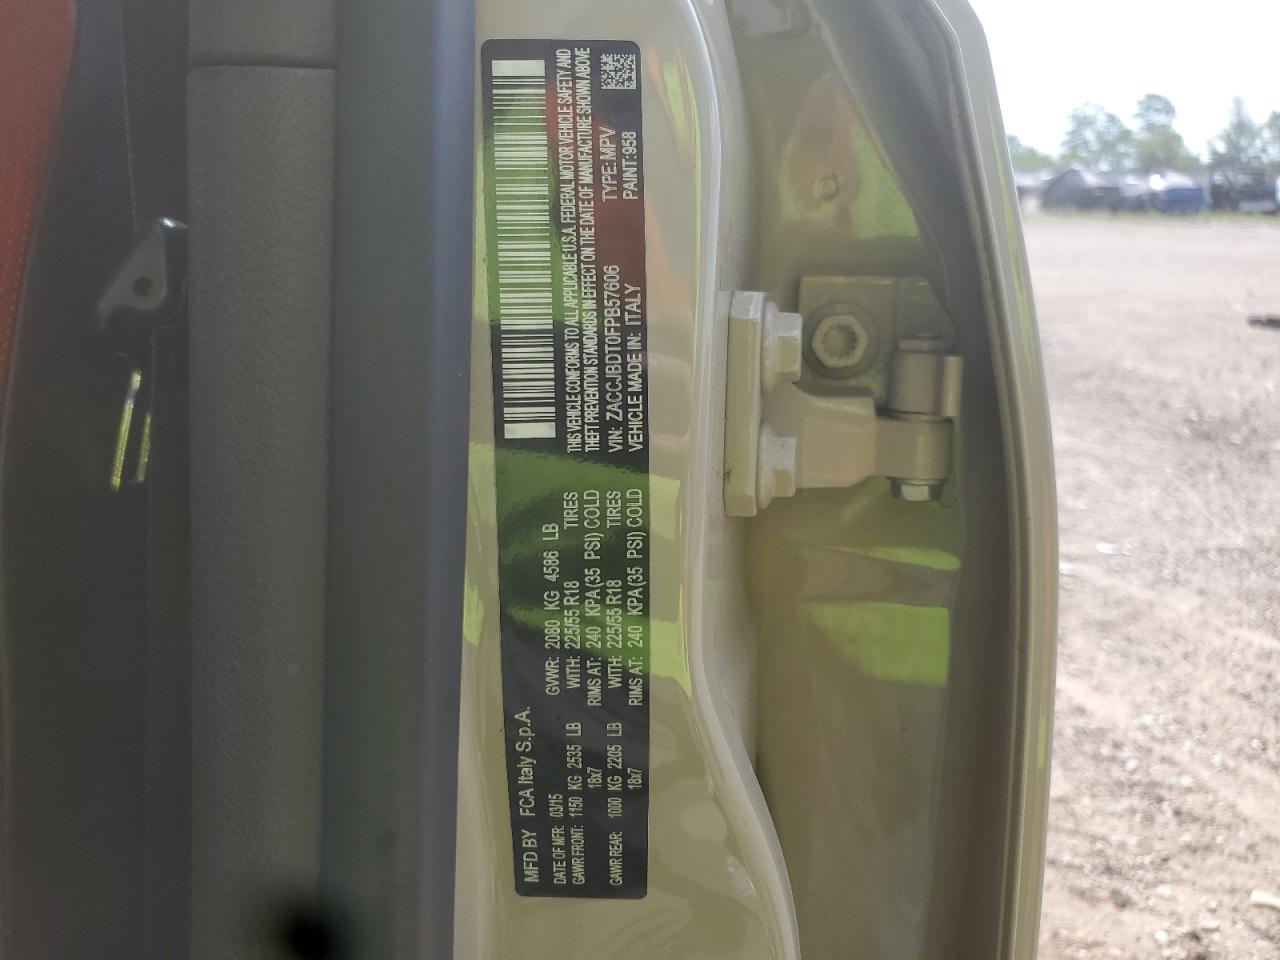 MFD BY FCA Italy S.p.A.
DATE OF MFR: 03/15 GVWR: 2080 KG 4586 LB
GAWR FRONT: 1150 KG 2535 LB WITH: 225/55 R18 TIRES
18x7 RIMS AT: 240 KPA(35 PSI) COLD
GAWR REAR: 1000 KG 2205 LB WITH: 225/55 R18 TIRES
18x7 RIMS AT: 240 KPA(35 PSI) COLD
THIS VEHICLE CONFORMS TO ALL APPLICABLE U.S.A. FEDERAL MOTOR VEHICLE SAFETY AND
THEFT PREVENTION STANDARDS IN EFFECT ON THE DATE OF MANUFACTURE SHOWN ABOVE
VIN: ZACCJBDT0FPB57606 TYPE: MPV
VEHICLE MADE IN: ITALY PAINT:958